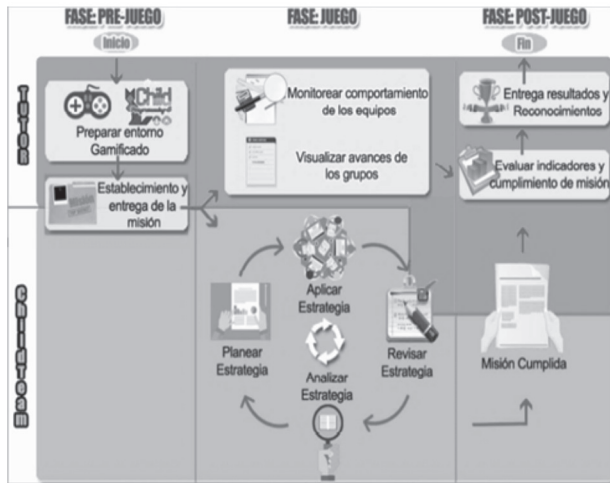 FASE: PRE-JUEGO
FASE: JUEGO
FASE: POST-JUEGO
Inicio
Fin
TUTOR
Child
Preparar entorno
Gamificado
Establecimiento y
entrega de la
misión
Monitorear comportamiento
de los equipos
Visualizar avances de
los grupos
Entrega resultados y
Reconocimientos
Evaluar indicadores y
cumplimiento de misión
ChildTeam
Aplicar
Estrategia
Planear
Estrategia
Revisar
Estrategia
Analizar
Estrategia
Misión Cumplida